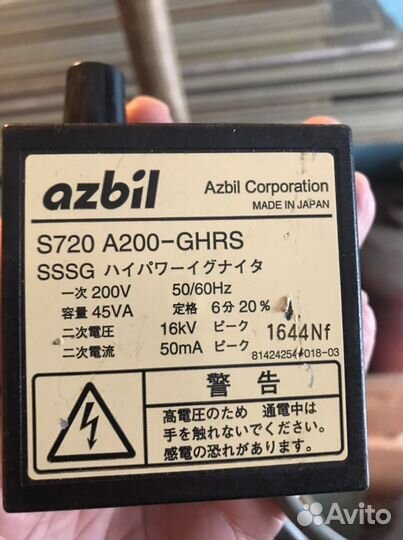 azbil
Azbil Corporation
MADE IN JAPAN
S720 A200-GHRS
SSSG ハイパワーイグナイタ
一次 200V 50/60Hz
容量 45VA 定格 6分 20%
二次電圧 16kV ピーク 1644Nf
二次電流 50mA ピーク
警告
高電圧のため 通電中は
手を触れないでください。
感電の恐れがあります。
Avito